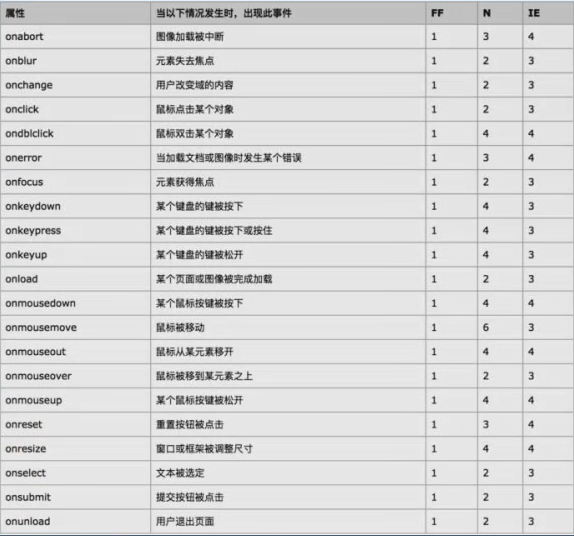 属性 当以下情况发生时，出现此事件 FF N IE
onabort 图像加载被中断 1 3 4
onblur 元素失去焦点 1 2 3
onchange 用户改变域的内容 1 2 3
onclick 鼠标点击某个对象 1 2 3
ondblclick 鼠标双击某个对象 1 4 4
onerror 当加载文档或图像时发生某个错误 1 3 4
onfocus 元素获得焦点 1 2 3
onkeydown 某个键盘的键被按下 1 4 3
onkeypress 某个键盘的键被按下或按住 1 4 3
onkeyup 某个键盘的键被松开 1 4 3
onload 某个页面或图像被完成加载 1 2 3
onmousedown 某个鼠标按键被按下 1 4 4
onmousemove 鼠标被移动 1 6 3
onmouseout 鼠标从某元素移开 1 4 4
onmouseover 鼠标被移到某元素之上 1 2 3
onmouseup 某个鼠标按键被松开 1 4 4
onreset 重置按钮被点击 1 3 4
onresize 窗口或框架被调整尺寸 1 4 4
onselect 文本被选定 1 2 3
onsubmit 提交按钮被点击 1 2 3
onunload 用户退出页面 1 2 3